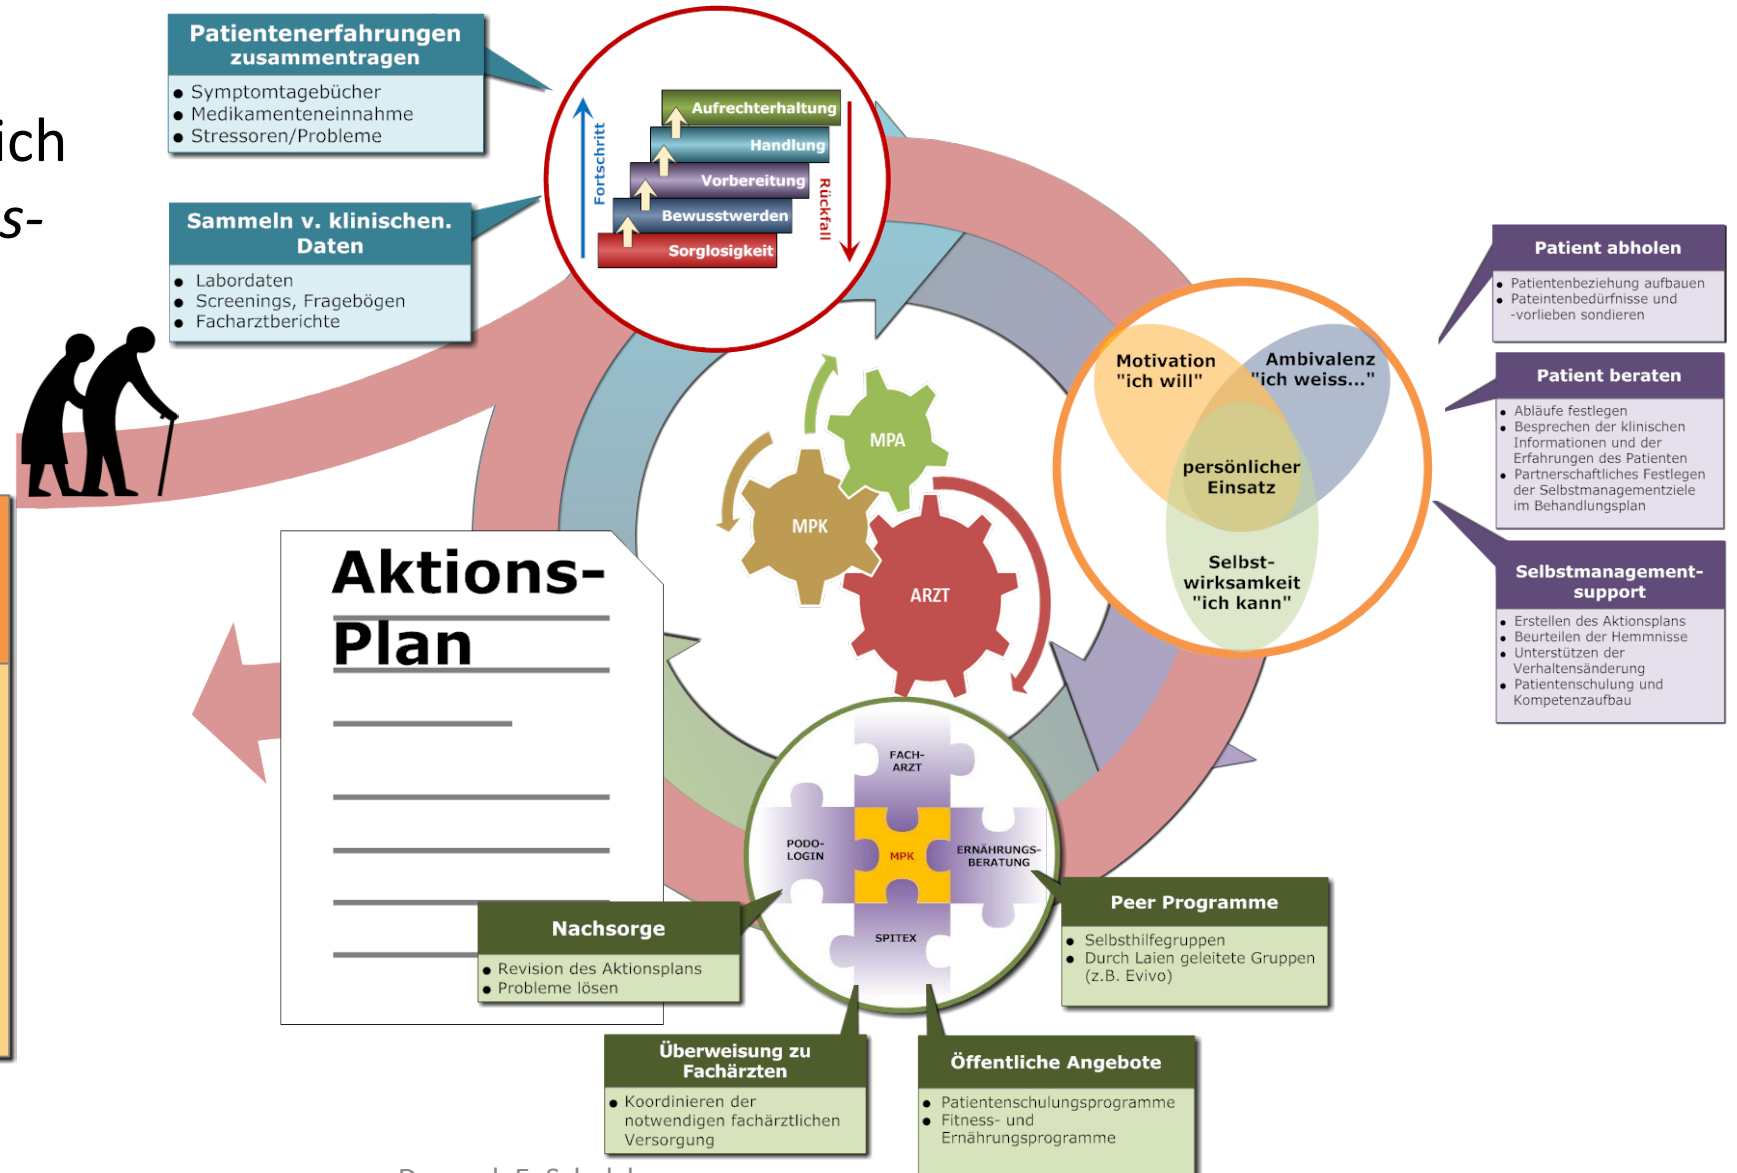 ich
s-
Patientenerfahrungen
zusammentragen
● Symptomtagebücher
● Medikamenteneinnahme
● Stressoren/Probleme
Sammeln v. klinischen.
Daten
● Labordaten
● Screenings, Fragebögen
● Facharztberichte
Fortschritt
Aufrechterhaltung
Handlung
Vorbereitung
Bewusstwerden
Sorglosigkeit
Rückfall
MPA
MPK
ARZT
Motivation
"ich will"
Ambivalenz
"ich weiss..."
persönlicher
Einsatz
Selbst-
wirksamkeit
"ich kann"
Patient abholen
● Patientenbeziehung aufbauen
● Pateintenbedürfnisse und
-vorlieben sondieren
Patient beraten
● Abläufe festlegen
● Besprechen der klinischen
Informationen und der
Erfahrungen des Patienten
● Partnerschaftliches Festlegen
der Selbstmanagementziele
im Behandlungsplan
Selbstmanagement-
support
● Erstellen des Aktionsplans
● Beurteilen der Hemmnisse
● Unterstützen der
Verhaltensänderung
● Patientenschulung und
Kompetenzaufbau
Aktions-
Plan
FACH-
ARZT
PODO-
LOGIN
MPK
ERNÄHRUNGS-
BERATUNG
SPITEX
Nachsorge
● Revision des Aktionsplans
● Probleme lösen
Peer Programme
● Selbsthilfegruppen
● Durch Laien geleitete Gruppen
(z.B. Evivo)
Überweisung zu
Fachärzten
● Koordinieren der
notwendigen fachärztlichen
Versorgung
Öffentliche Angebote
● Patientenschulungsprogramme
● Fitness- und
Ernährungsprogramme